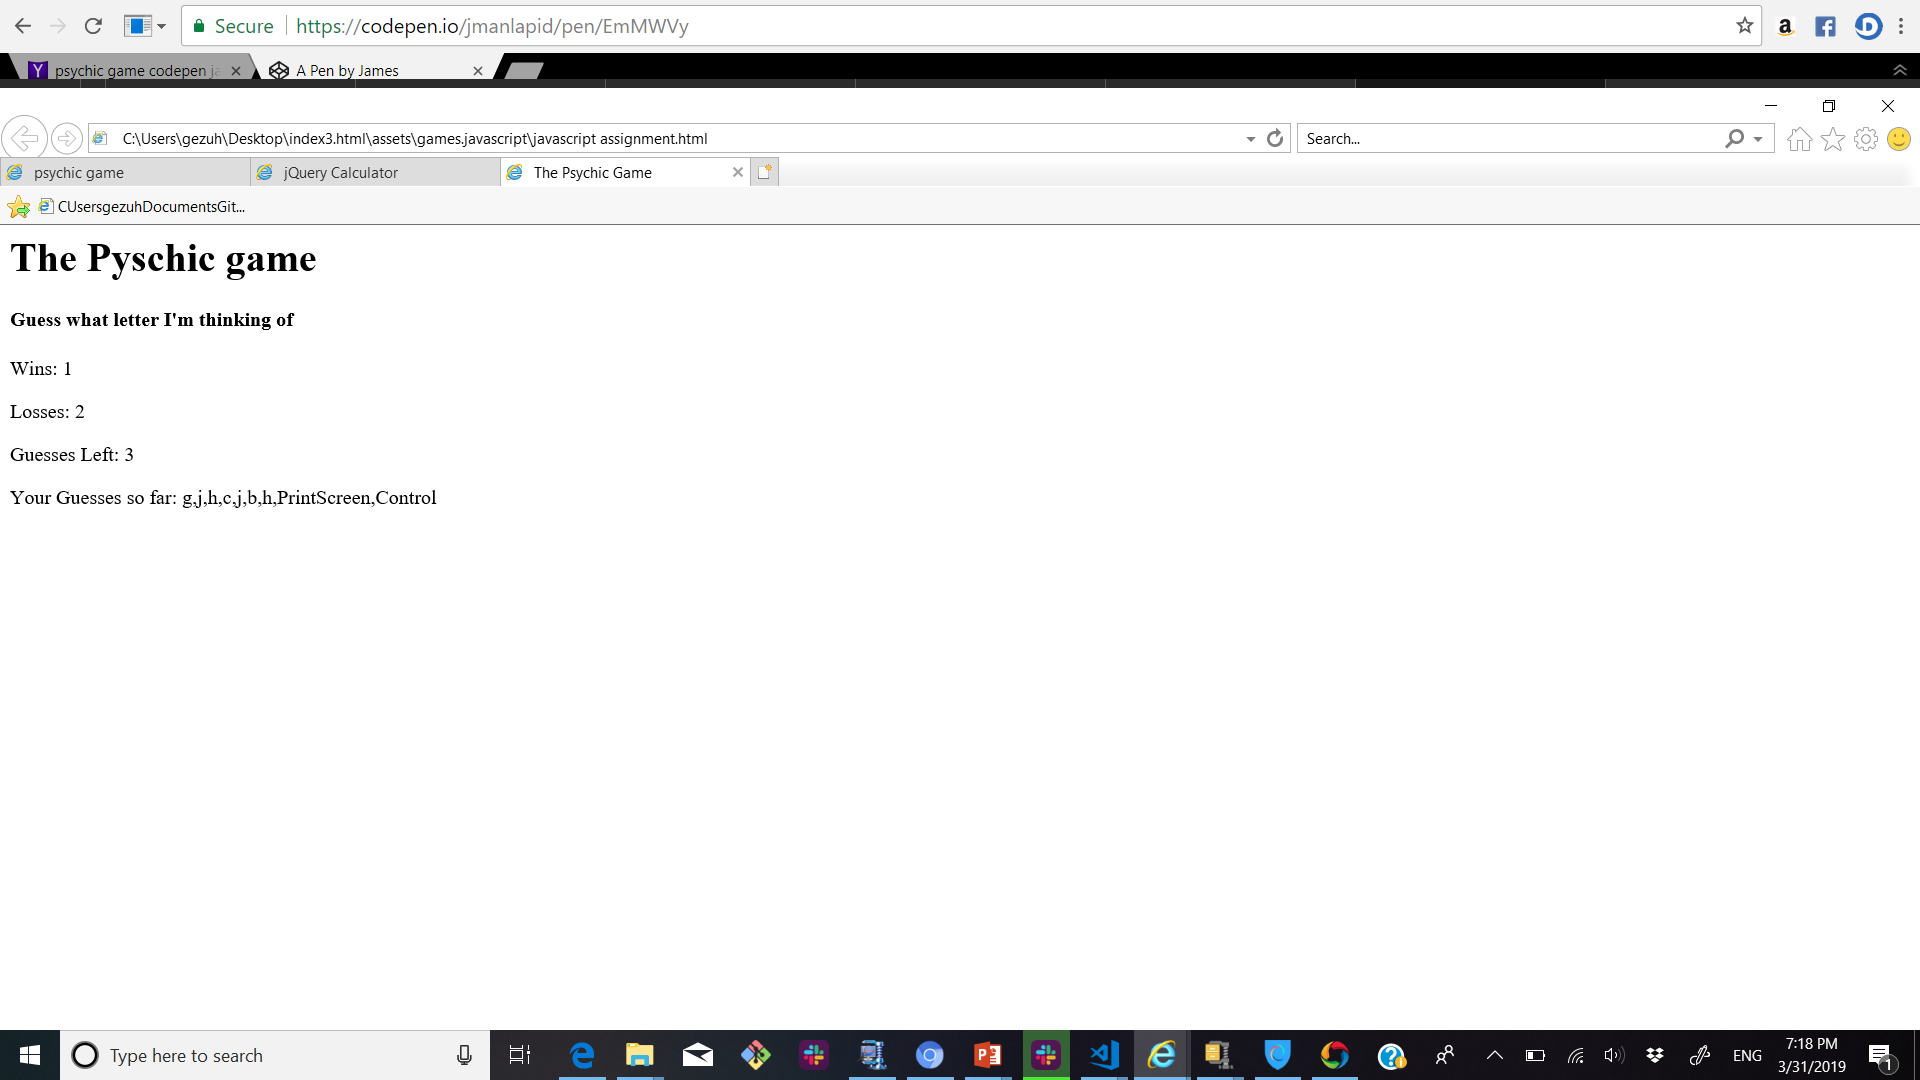 Secure https://codepen.io/jmanlapid/pen/EmMWVy
psychic game codepen ja
A Pen by James
C:\Users\gezuh\Desktop\index3.html\assets\games.javascript\javascript assignment.html
Search...
psychic game
jQuery Calculator
The Psychic Game
CUsersgezuhDocumentsGit...
The Pyschic game
Guess what letter I'm thinking of
Wins: 1
Losses: 2
Guesses Left: 3
Your Guesses so far: g,j,h,c,j,b,h,PrintScreen,Control
Type here to search
ENG
7:18 PM
3/31/2019
1